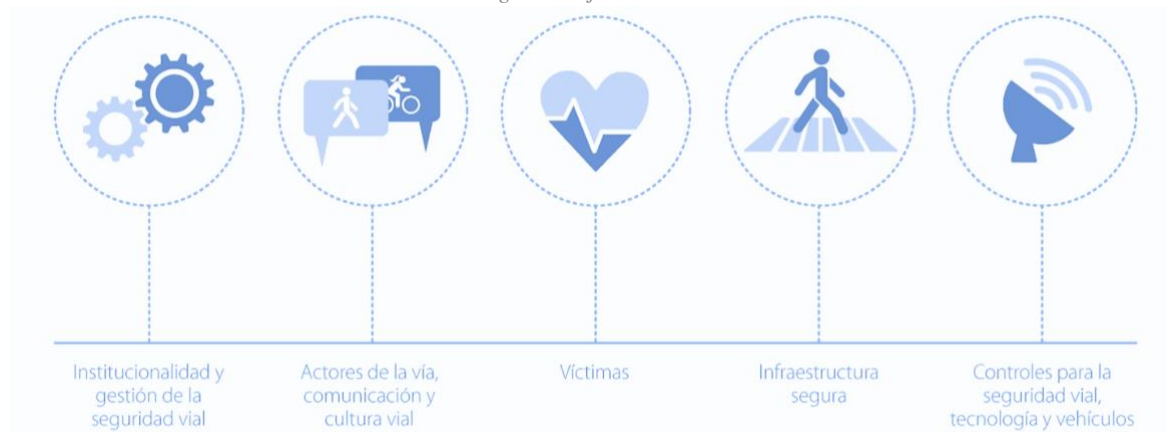 Institucionalidad y
gestión de la
seguridad vial
Actores de la vía,
comunicación y
cultura vial
Víctimas
Infraestructura
segura
Controles para la
seguridad vial,
tecnología y vehículos